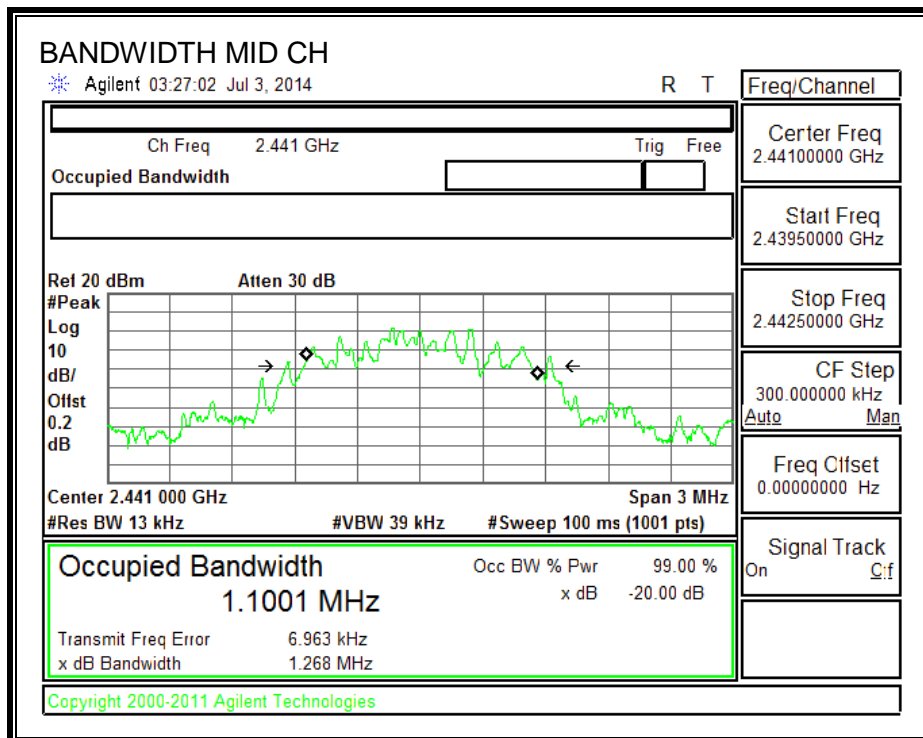 BANDWIDTH MID CH
Agilent 03:27:02 Jul 3, 2014 R T
Freq/Channel
Ch Freq 2.441 GHz Trig Free
Occupied Bandwidth
Center Freq
2.44100000 GHz
Start Freq
2.43950000 GHz
Stop Freq
2.44250000 GHz
CF Step
300.000000 kHz
Auto Man
Freq Offset
0.00000000 Hz
Signal Track
On Off
Ref 20 dBm Atten 30 dB
#Peak
Log
10
dB/
Offst
0.2
dB
Center 2.441 000 GHz Span 3 MHz
#Res BW 13 kHz #VBW 39 kHz #Sweep 100 ms (1001 pts)
Occupied Bandwidth
1.1001 MHz
Occ BW % Pwr 99.00 %
x dB -20.00 dB
Transmit Freq Error 6.963 kHz
x dB Bandwidth 1.268 MHz
Copyright 2000-2011 Agilent Technologies